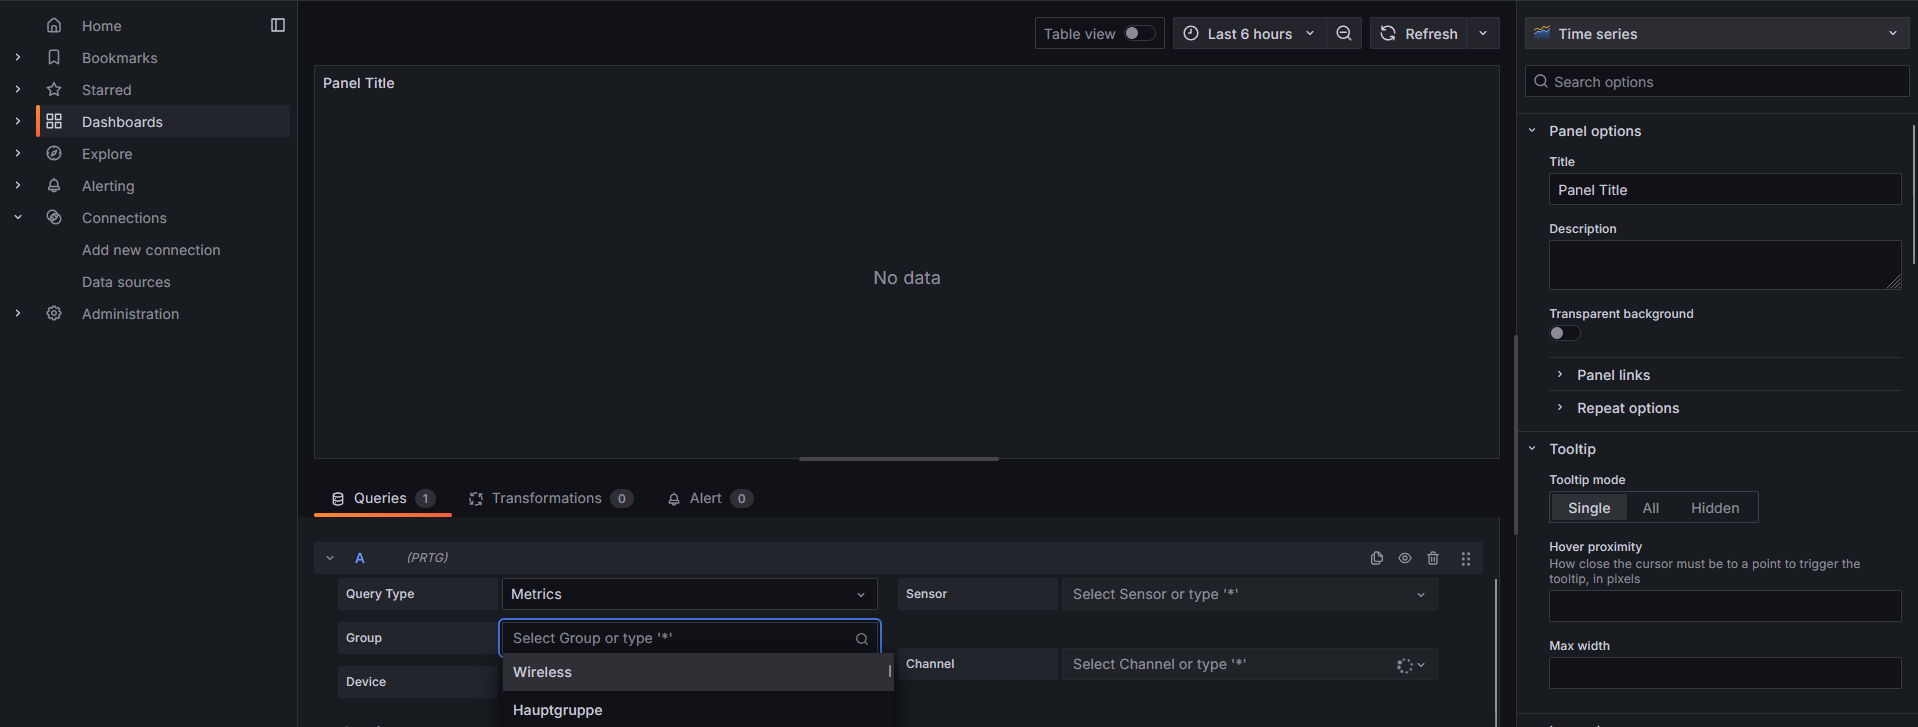 Home
Bookmarks
Starred
Dashboards
Explore
Alerting
Connections
Add new connection
Data sources
Administration
Table view
Last 6 hours
Refresh
Panel Title
No data
Queries 1
Transformations 0
Alert 0
A (PRTG)
Query Type Metrics
Sensor Select Sensor or type '*'
Group Select Group or type '*'
Channel Select Channel or type '*'
Device
Wireless
Hauptgruppe
Time series
Search options
Panel options
Title
Panel Title
Description
Transparent background
Panel links
Repeat options
Tooltip
Tooltip mode
Single All Hidden
Hover proximity
How close the cursor must be to a point to trigger the
tooltip, in pixels
Max width